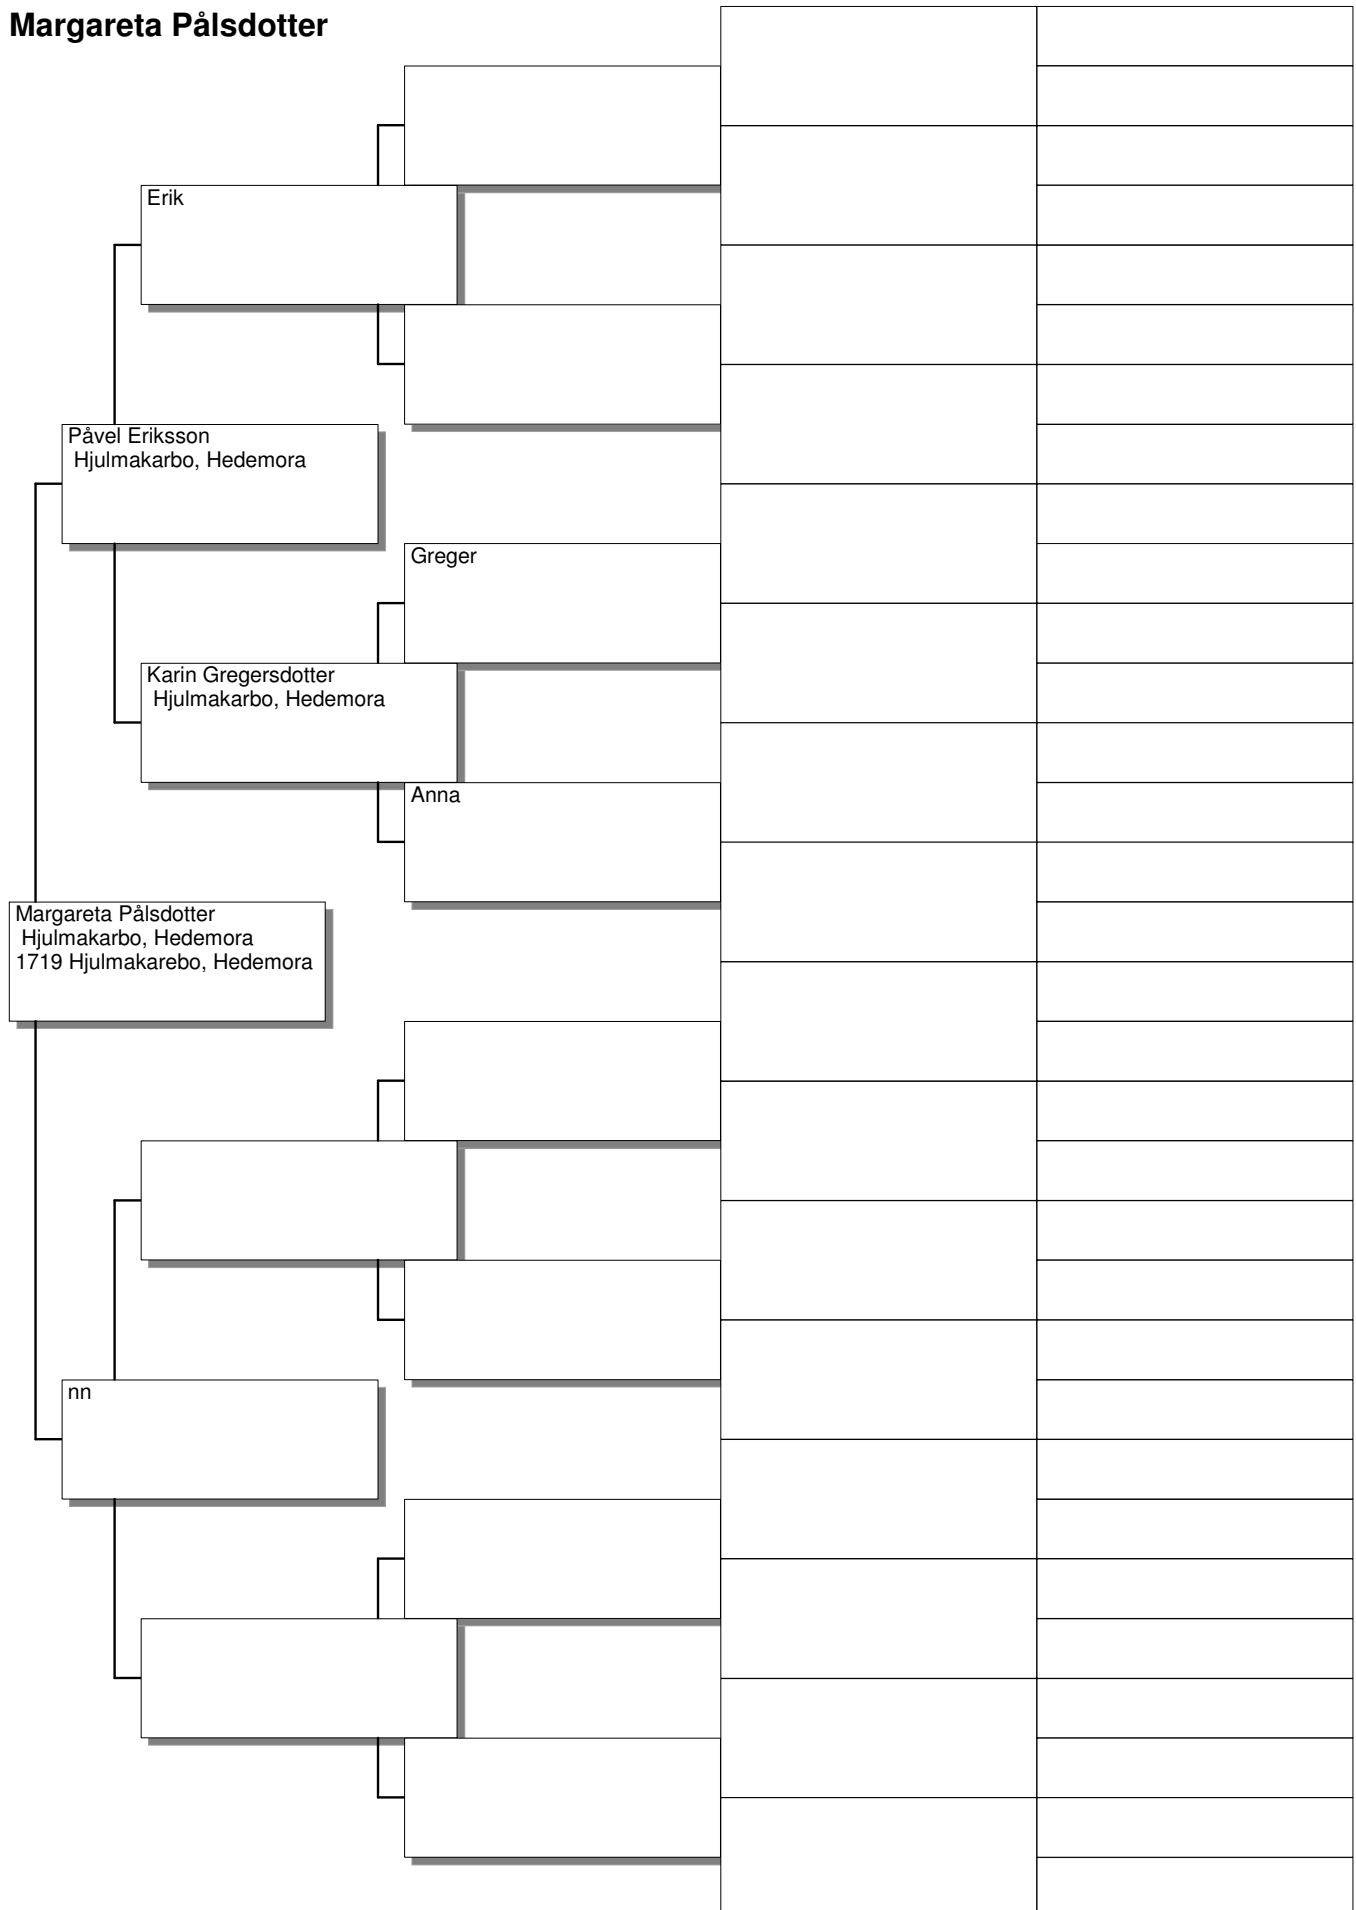 Margareta Pålsdotter
Erik
Påvel Eriksson
Hjulmakarbo, Hedemora
Greger
Karin Gregersdotter
Hjulmakarbo, Hedemora
Anna
Margareta Pålsdotter
Hjulmakarbo, Hedemora
1719 Hjulmakarebo, Hedemora
nn